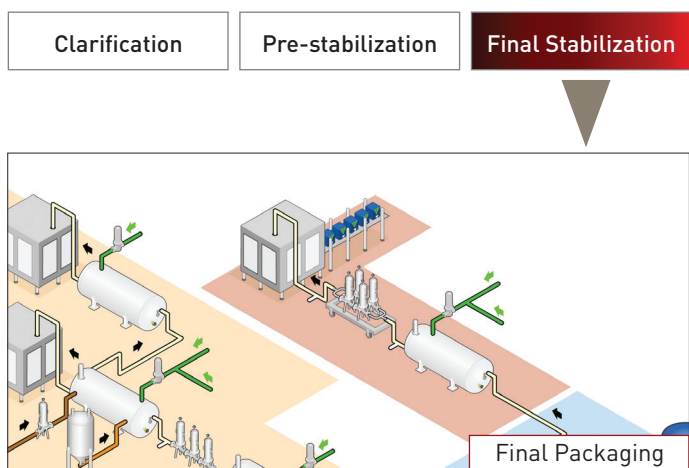 Clarification
Pre-stabilization
Final Stabilization
Final Packaging